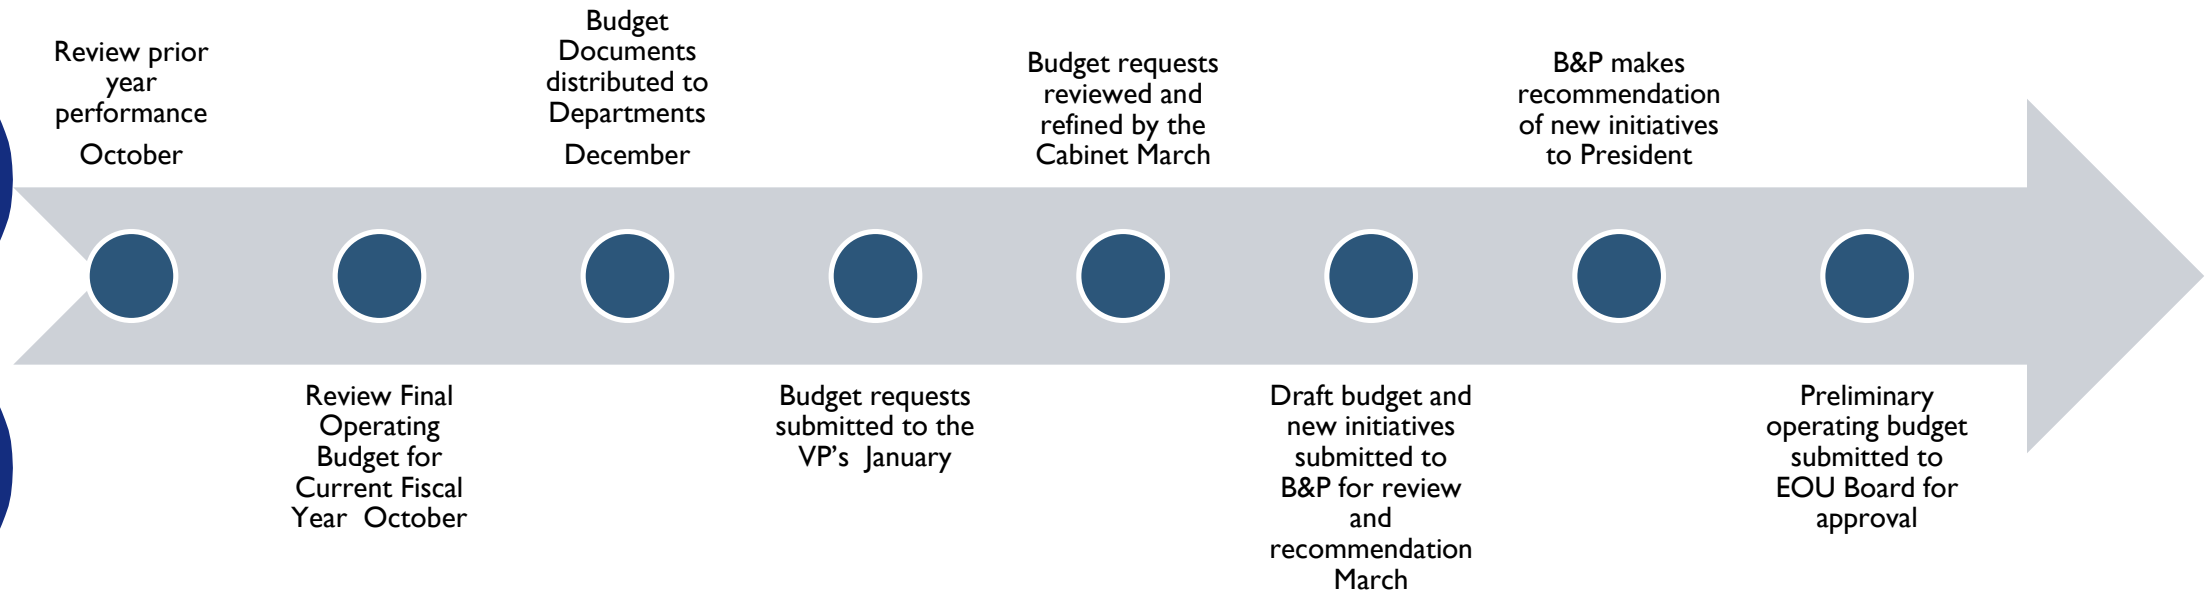 Review prior
year
performance
October
Review Final
Operating
Budget for
Current Fiscal
Year  October
Budget
Documents
distributed to
Departments
December
Budget requests
submitted to the
VP’s  January
Budget requests
reviewed and
refined by the
Cabinet March
Draft budget and
new initiatives
submitted to
B&P for review
and
recommendation
March
B&P makes
recommendation
of new initiatives
to President
Preliminary
operating budget
submitted to
EOU Board for
approval